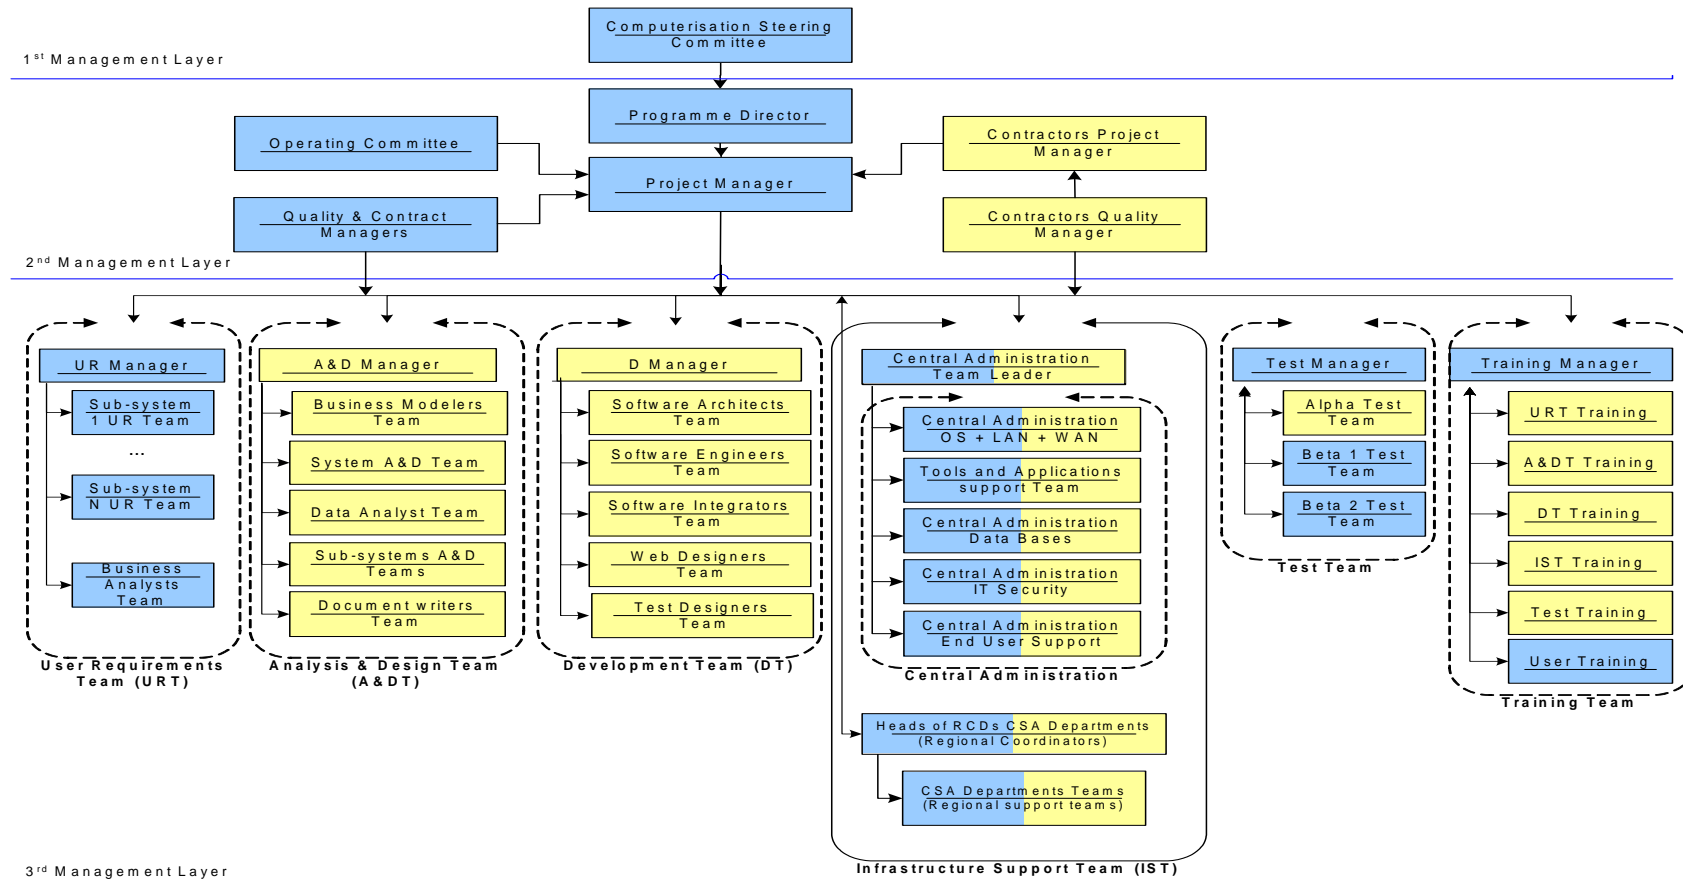 Computerisation Steering
Committee
1st Management Layer
Programme Director
Operating Committee
Contractors Project
Manager
Project Manager
Quality & Contract
Managers
Contractors Quality
Manager
2nd Management Layer
UR Manager
Sub-system
1 UR Team
...
Sub-system
N UR Team
Business
Analysts
Team
User Requirements
Team (URT)
A&D Manager
Business Modelers
Team
System A&D Team
Data Analyst Team
Sub-systems A&D
Teams
Document writers
Team
Analysis & Design Team
(A&DT)
D Manager
Software Architects
Team
Software Engineers
Team
Software Integrators
Team
Web Designers
Team
Test Designers
Team
Development Team (DT)
Central Administration
Team Leader
Central Administration
OS + LAN + WAN
Tools and Applications
support Team
Central Administration
Data Bases
Central Administration
IT Security
Central Administration
End User Support
Central Administration
Heads of RCDs CSA Departments
(Regional Coordinators)
CSA Departments Teams
(Regional support teams)
Infrastructure Support Team (IST)
Test Manager
Alpha Test
Team
Beta 1 Test
Team
Beta 2 Test
Team
Test Team
Training Manager
URT Training
A&DT Training
DT Training
IST Training
Test Training
User Training
Training Team
3rd Management Layer